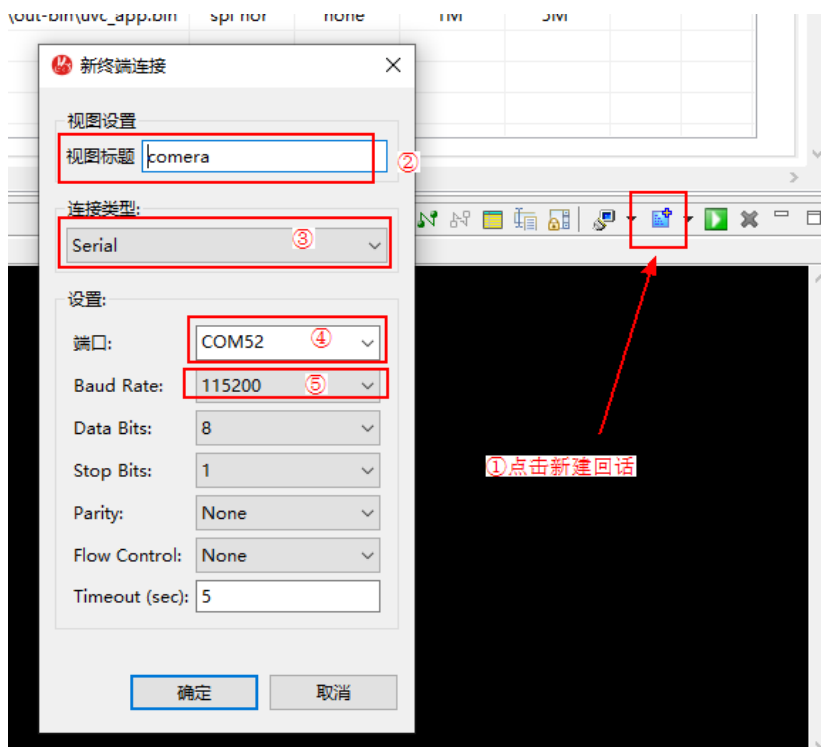 \out-bin\uvc_app.bin spi nor none 1M 3M
新终端连接
视图设置
视图标题 comera ②
连接类型:
Serial ③
设置:
端口: COM52 ④
Baud Rate: 115200 ⑤
Data Bits: 8
Stop Bits: 1
①点击新建回话
Parity: None
Flow Control: None
Timeout (sec): 5
确定 取消